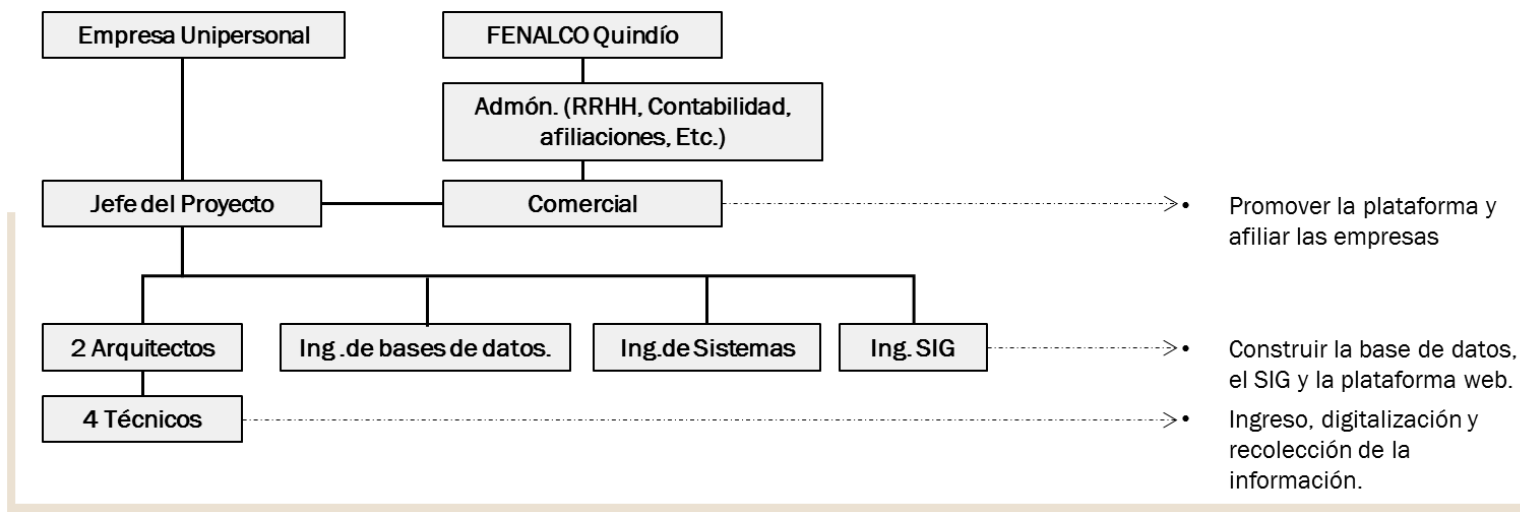 Empresa Unipersonal
FENALCO Quindío
Admón. (RRHH, Contabilidad,
afiliaciones, Etc.)
Jefe del Proyecto
Comercial
• Promover la plataforma y
afiliar las empresas
2 Arquitectos
Ing .de bases de datos.
Ing.de Sistemas
Ing. SIG
• Construir la base de datos,
el SIG y la plataforma web.
4 Técnicos
• Ingreso, digitalización y
recolección de la
información.